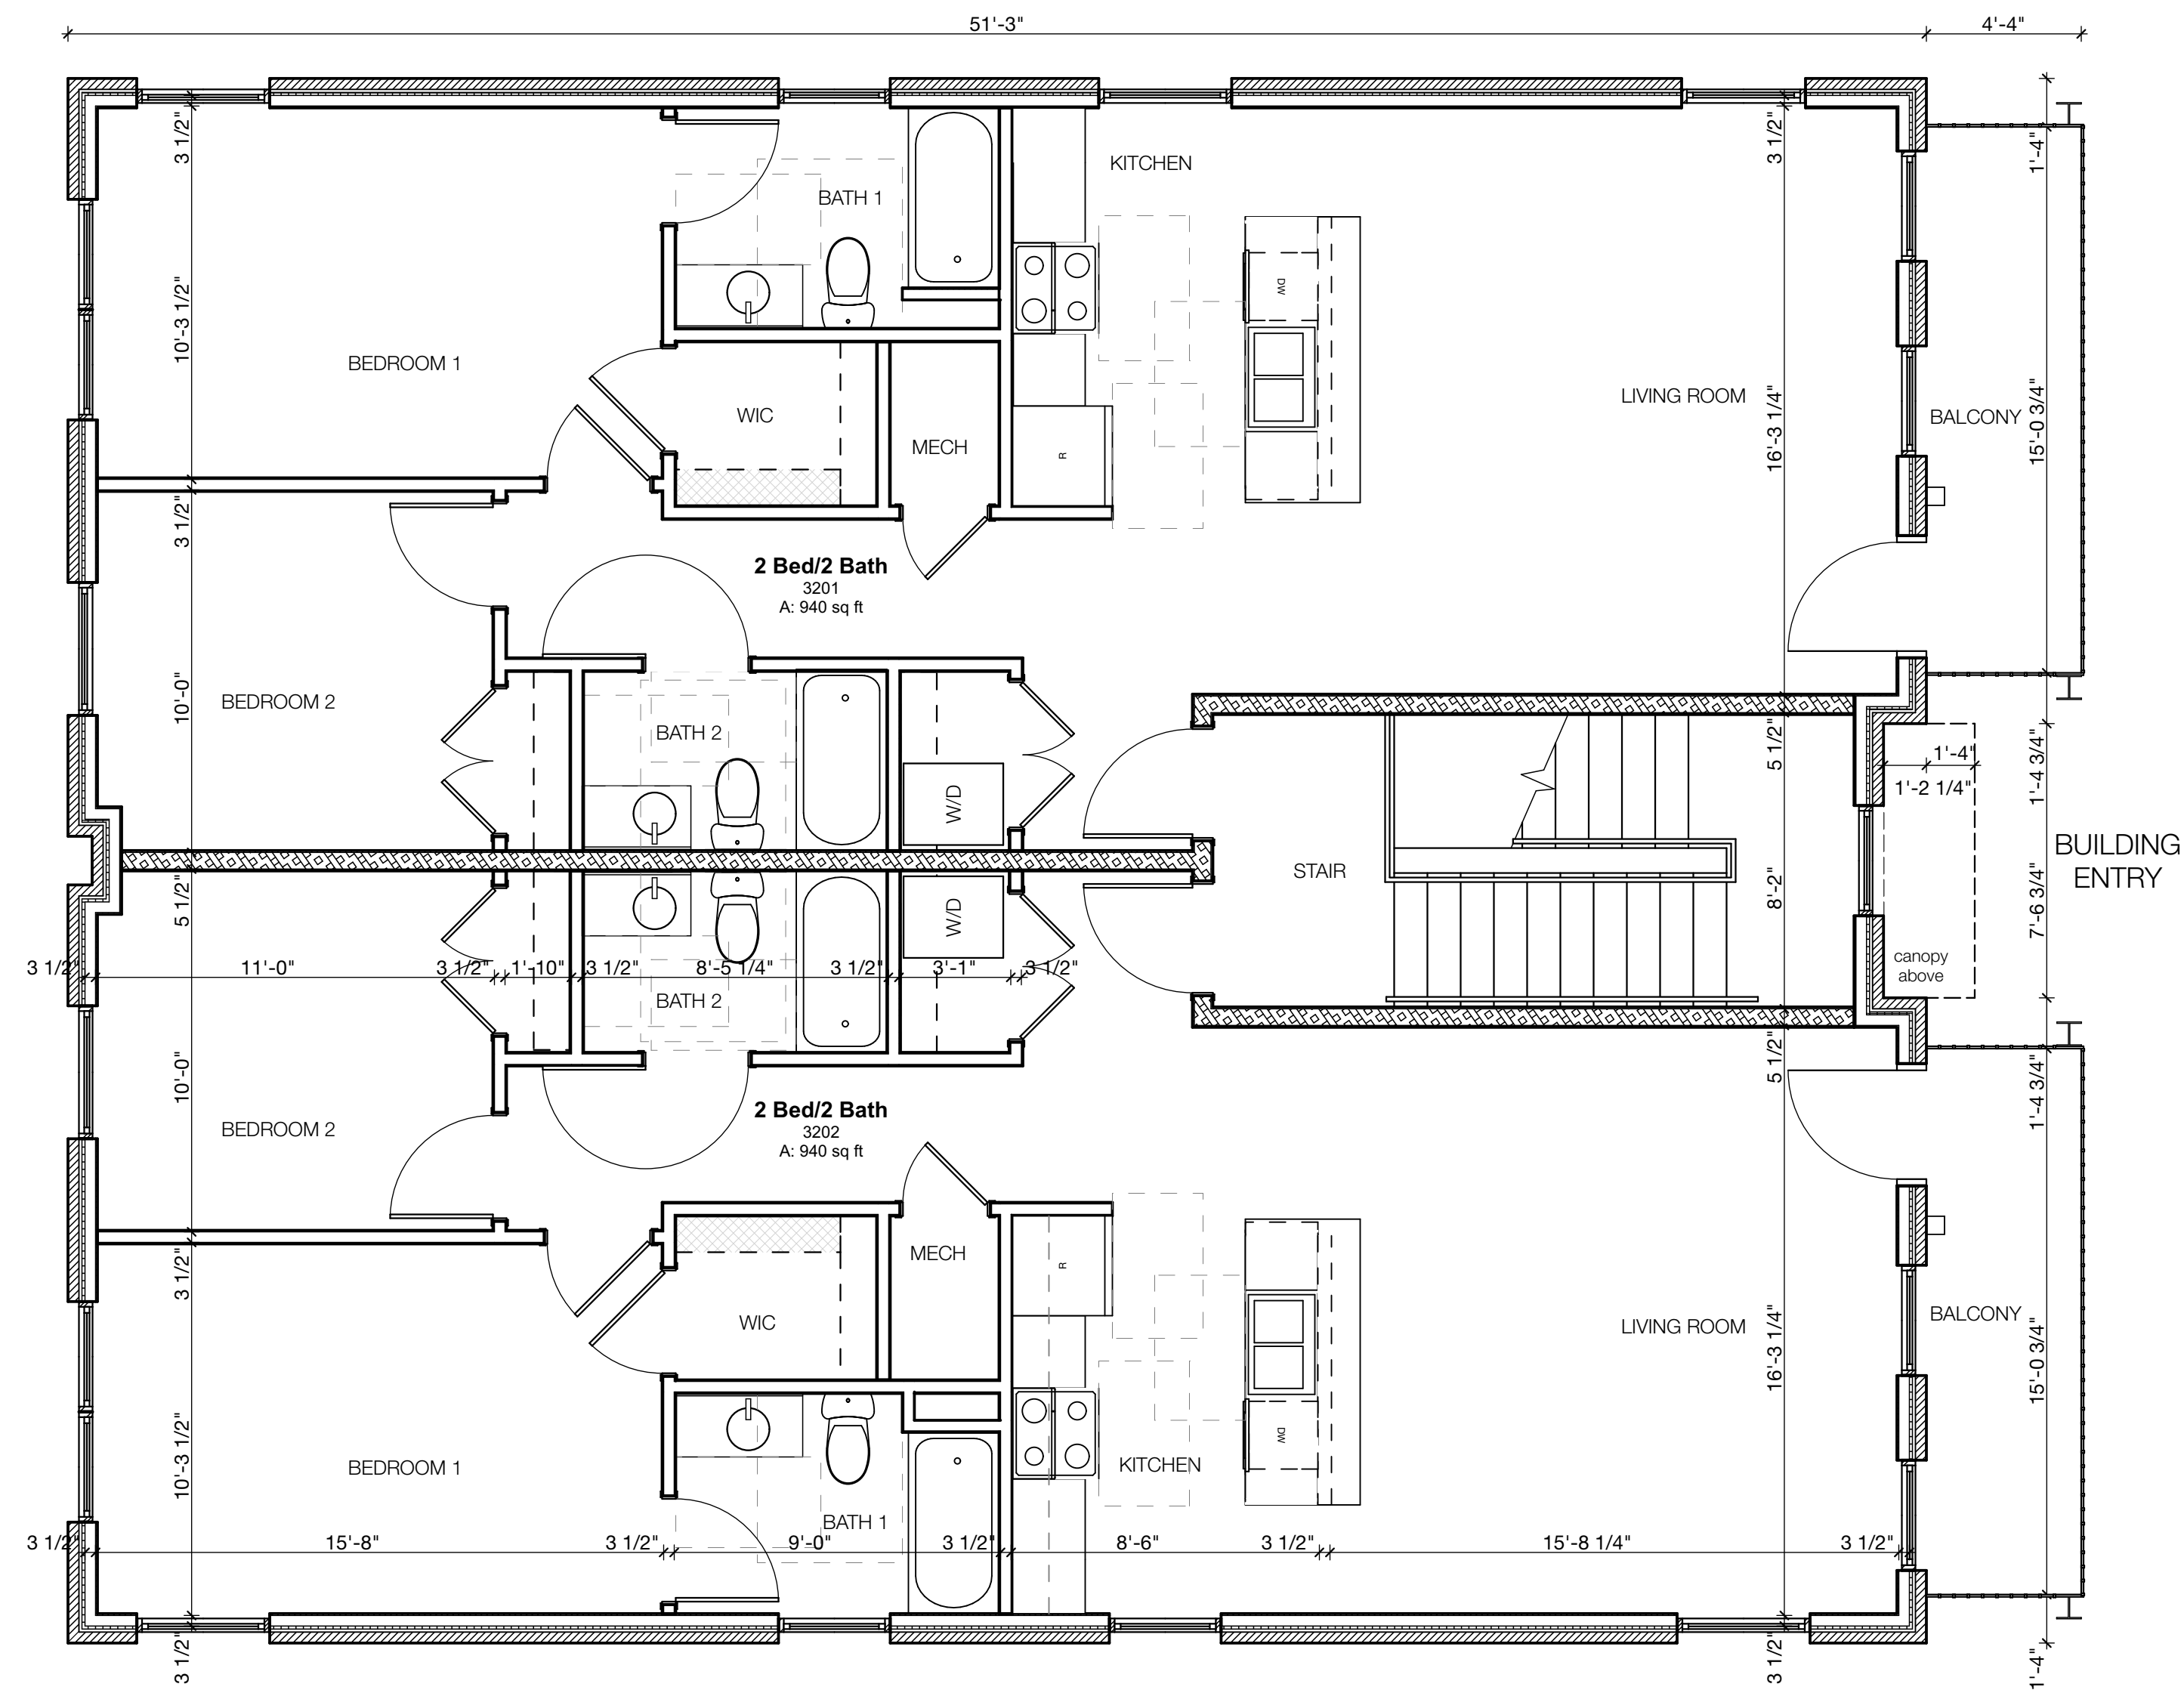 51'-3"
4'-4"
3 1/2"
3 1/2"
1'-4"
KITCHEN
BATH 1
DW
10'-3 1/2"
BEDROOM 1
LIVING ROOM
16'-3 1/4"
BALCONY
15'-0 3/4"
WIC
MECH
R
3 1/2"
2 Bed/2 Bath
3201
A: 940 sq ft
10'-0"
BEDROOM 2
BATH 2
5 1/2"
1'-4"
1'-2 1/4"
1'-4 3/4"
W/D
BUILDING
ENTRY
STAIR
5 1/2"
W/D
8'-2"
7'-6 3/4"
canopy
above
3 1/2"
11'-0"
3 1/2"
1'-10"
3 1/2"
8'-5 1/4"
3 1/2"
3'-1"
3 1/2"
BATH 2
10'-0"
5 1/2"
1'-4 3/4"
2 Bed/2 Bath
3202
A: 940 sq ft
BEDROOM 2
3 1/2"
MECH
R
WIC
LIVING ROOM
16'-3 1/4"
BALCONY
15'-0 3/4"
DW
10'-3 1/2"
BEDROOM 1
KITCHEN
BATH 1
3 1/2"
15'-8"
3 1/2"
9'-0"
3 1/2"
8'-6"
3 1/2"
15'-8 1/4"
3 1/2"
3 1/2"
3 1/2"
1'-4"